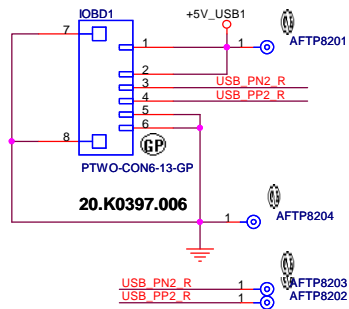 IOBD1
+5V_USB1
7
1
1
AFTP8201
2
3
USB_PN2_R
4
USB_PP2_R
5
6
8
GP
PTWO-CON6-13-GP
20.K0397.006
1
AFTP8204
USB_PN2_R
1
AFTP8203
USB_PP2_R
1
AFTP8202